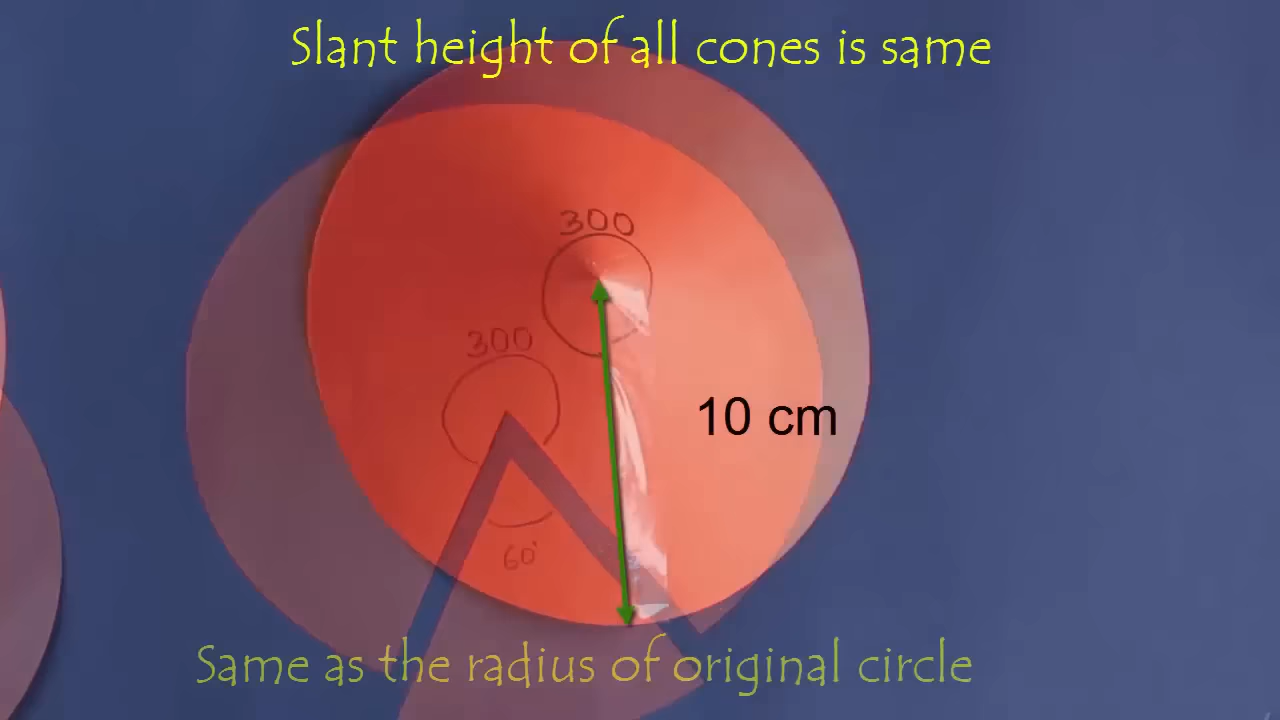 Slant height of all cones is same
300
300
10 cm
60°
Same as the radius of original circle